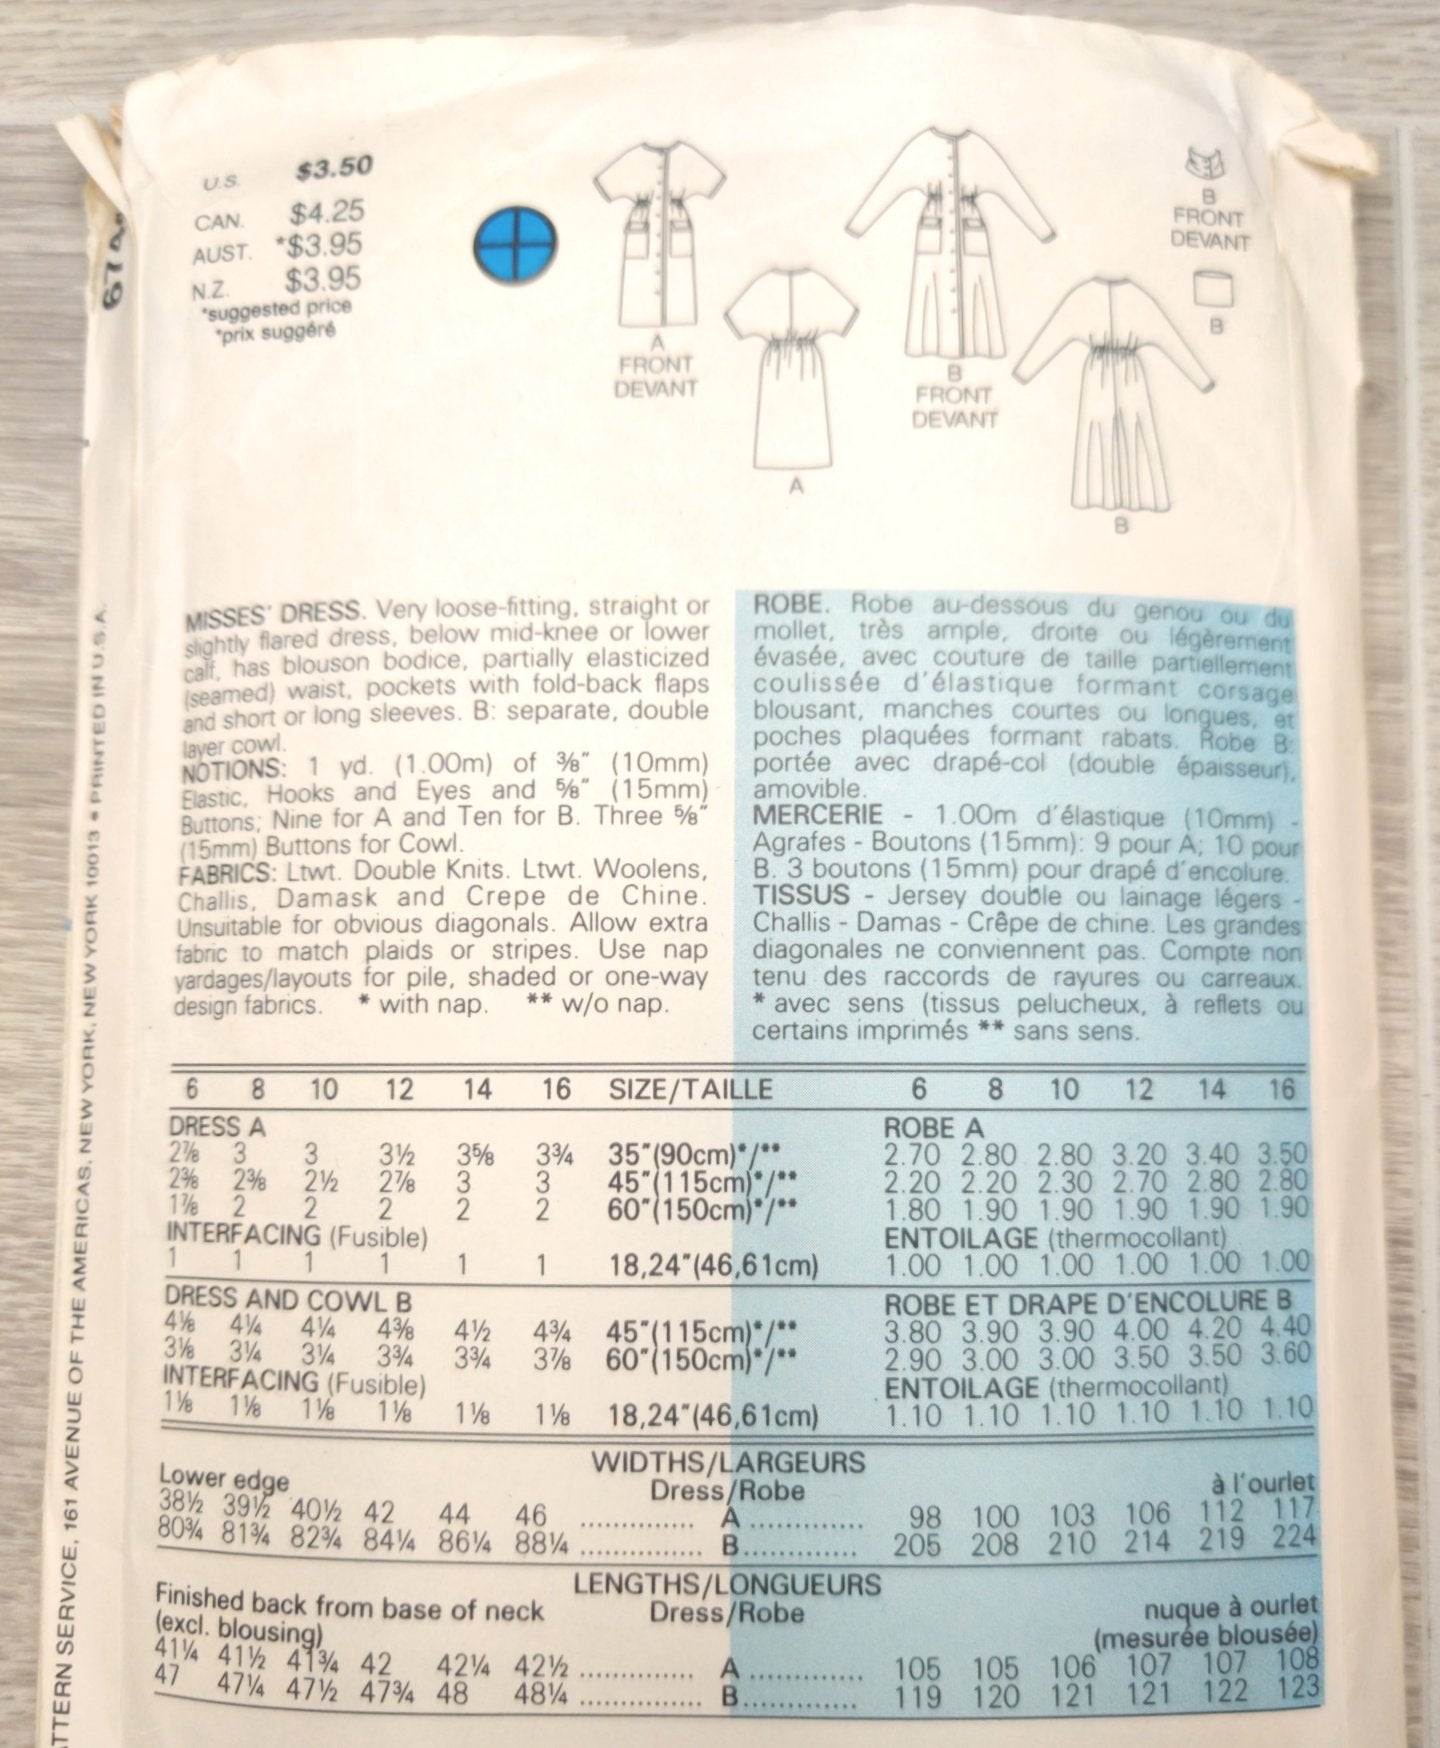 U.S. $3.50
CAN. $4.25
AUST. *$3.95
N.Z. $3.95
*suggested price
*prix suggéré
A
FRONT
DEVANT
A
B
FRONT
DEVANT
B
FRONT
DEVANT
B
B
MISSES' DRESS. Very loose-fitting, straight or
slightly flared dress, below mid-knee or lower
calf, has blouson bodice, partially elasticized
(seamed) waist, pockets with fold-back flaps
and short or long sleeves. B: separate, double
layer cowl.
NOTIONS: 1 yd. (1.00m) of ⅜" (10mm)
Elastic, Hooks and Eyes and ⅝" (15mm)
Buttons; Nine for A and Ten for B. Three ⅝"
(15mm) Buttons for Cowl.
FABRICS: Ltwt. Double Knits. Ltwt. Woolens,
Challis, Damask and Crepe de Chine.
Unsuitable for obvious diagonals. Allow extra
fabric to match plaids or stripes. Use nap
yardages/layouts for pile, shaded or one-way
design fabrics. * with nap. ** w/o nap.
ROBE. Robe au-dessous du genou ou du
mollet, très ample, droite ou légèrement
évasée, avec couture de taille partiellement
coulissée d'élastique formant corsage
blousant, manches courtes ou longues, et
poches plaquées formant rabats. Robe B:
portée avec drapé-col (double épaisseur),
amovible.
MERCERIE - 1.00m d'élastique (10mm) -
Agrafes - Boutons (15mm): 9 pour A; 10 pour
B. 3 boutons (15mm) pour drapé d'encolure.
TISSUS - Jersey double ou lainage légers -
Challis - Damas - Crêpe de chine. Les grandes
diagonales ne conviennent pas. Compte non
tenu des raccords de rayures ou carreaux.
* avec sens (tissus pelucheux, à reflets ou
certains imprimés ** sans sens.
6 8 10 12 14 16 SIZE/TAILLE 6 8 10 12 14 16
DRESS A ROBE A
2⅞ 3 3 3½ 3⅝ 3¾ 35"(90cm)*/** 2.70 2.80 2.80 3.20 3.40 3.50
2⅜ 2⅜ 2½ 2⅞ 3 3 45"(115cm)*/** 2.20 2.20 2.30 2.70 2.80 2.80
1⅞ 2 2 2 2 2 60"(150cm)*/** 1.80 1.90 1.90 1.90 1.90 1.90
INTERFACING (Fusible) ENTOILAGE (thermocollant)
1 1 1 1 1 1 18,24"(46,61cm) 1.00 1.00 1.00 1.00 1.00 1.00
DRESS AND COWL B ROBE ET DRAPE D'ENCOLURE B
4⅛ 4¼ 4¼ 4⅜ 4½ 4¾ 45"(115cm)*/** 3.80 3.90 3.90 4.00 4.20 4.40
3⅛ 3¼ 3¼ 3¾ 3¾ 3⅞ 60"(150cm)*/** 2.90 3.00 3.00 3.50 3.50 3.60
INTERFACING (Fusible) ENTOILAGE (thermocollant)
1⅛ 1⅛ 1⅛ 1⅛ 1⅛ 1⅛ 18,24"(46,61cm) 1.10 1.10 1.10 1.10 1.10 1.10
WIDTHS/LARGEURS
Lower edge Dress/Robe à l'ourlet
38½ 39½ 40½ 42 44 46 .............. A .............. 98 100 103 106 112 117
80¾ 81¾ 82¾ 84¼ 86¼ 88¼ .............. B .............. 205 208 210 214 219 224
LENGTHS/LONGUEURS
Finished back from base of neck Dress/Robe nuque à ourlet
(excl. blousing) (mesurée blousée)
41¼ 41½ 41¾ 42 42¼ 42½ .............. A .............. 105 105 106 107 107 108
47 47¼ 47½ 47¾ 48 48¼ .............. B .............. 119 120 121 121 122 123
SERVICE, 161 AVENUE OF THE AMERICAS, NEW YORK, NEW YORK 10013 • PRINTED IN U.S.A.